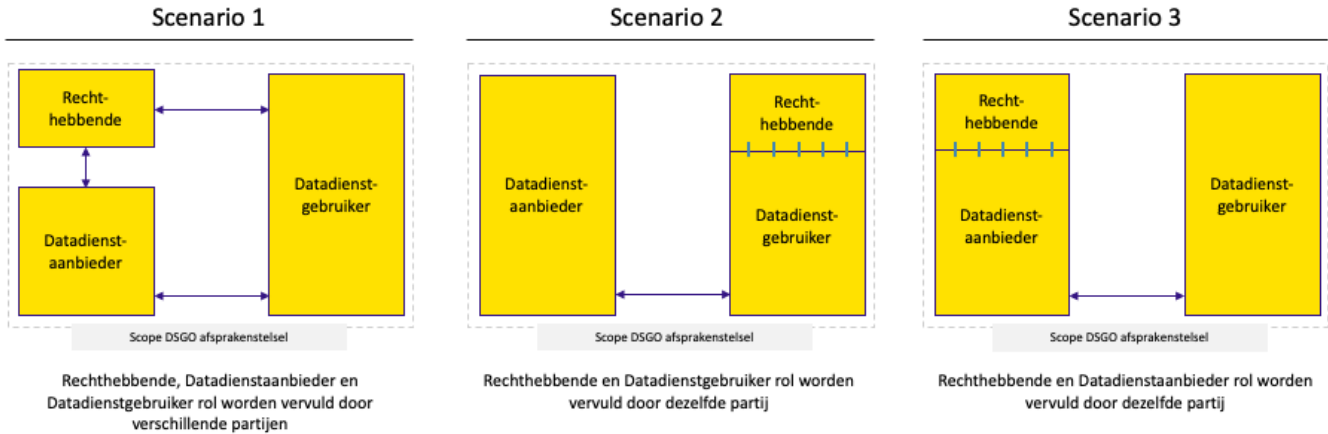 Scenario 1
Recht-
hebbende
Datadienst-
aanbieder
Datadienst-
gebruiker
Scope DSGO afsprakenstelsel
Rechthebbende, Datadienstaanbieder en
Datadienstgebruiker rol worden vervuld door
verschillende partijen
Scenario 2
Datadienst-
aanbieder
Recht-
hebbende
Datadienst-
gebruiker
Scope DSGO afsprakenstelsel
Rechthebbende en Datadienstgebruiker rol worden
vervuld door dezelfde partij
Scenario 3
Recht-
hebbende
Datadienst-
aanbieder
Datadienst-
gebruiker
Scope DSGO afsprakenstelsel
Rechthebbende en Datadienstaanbieder rol worden
vervuld door dezelfde partij